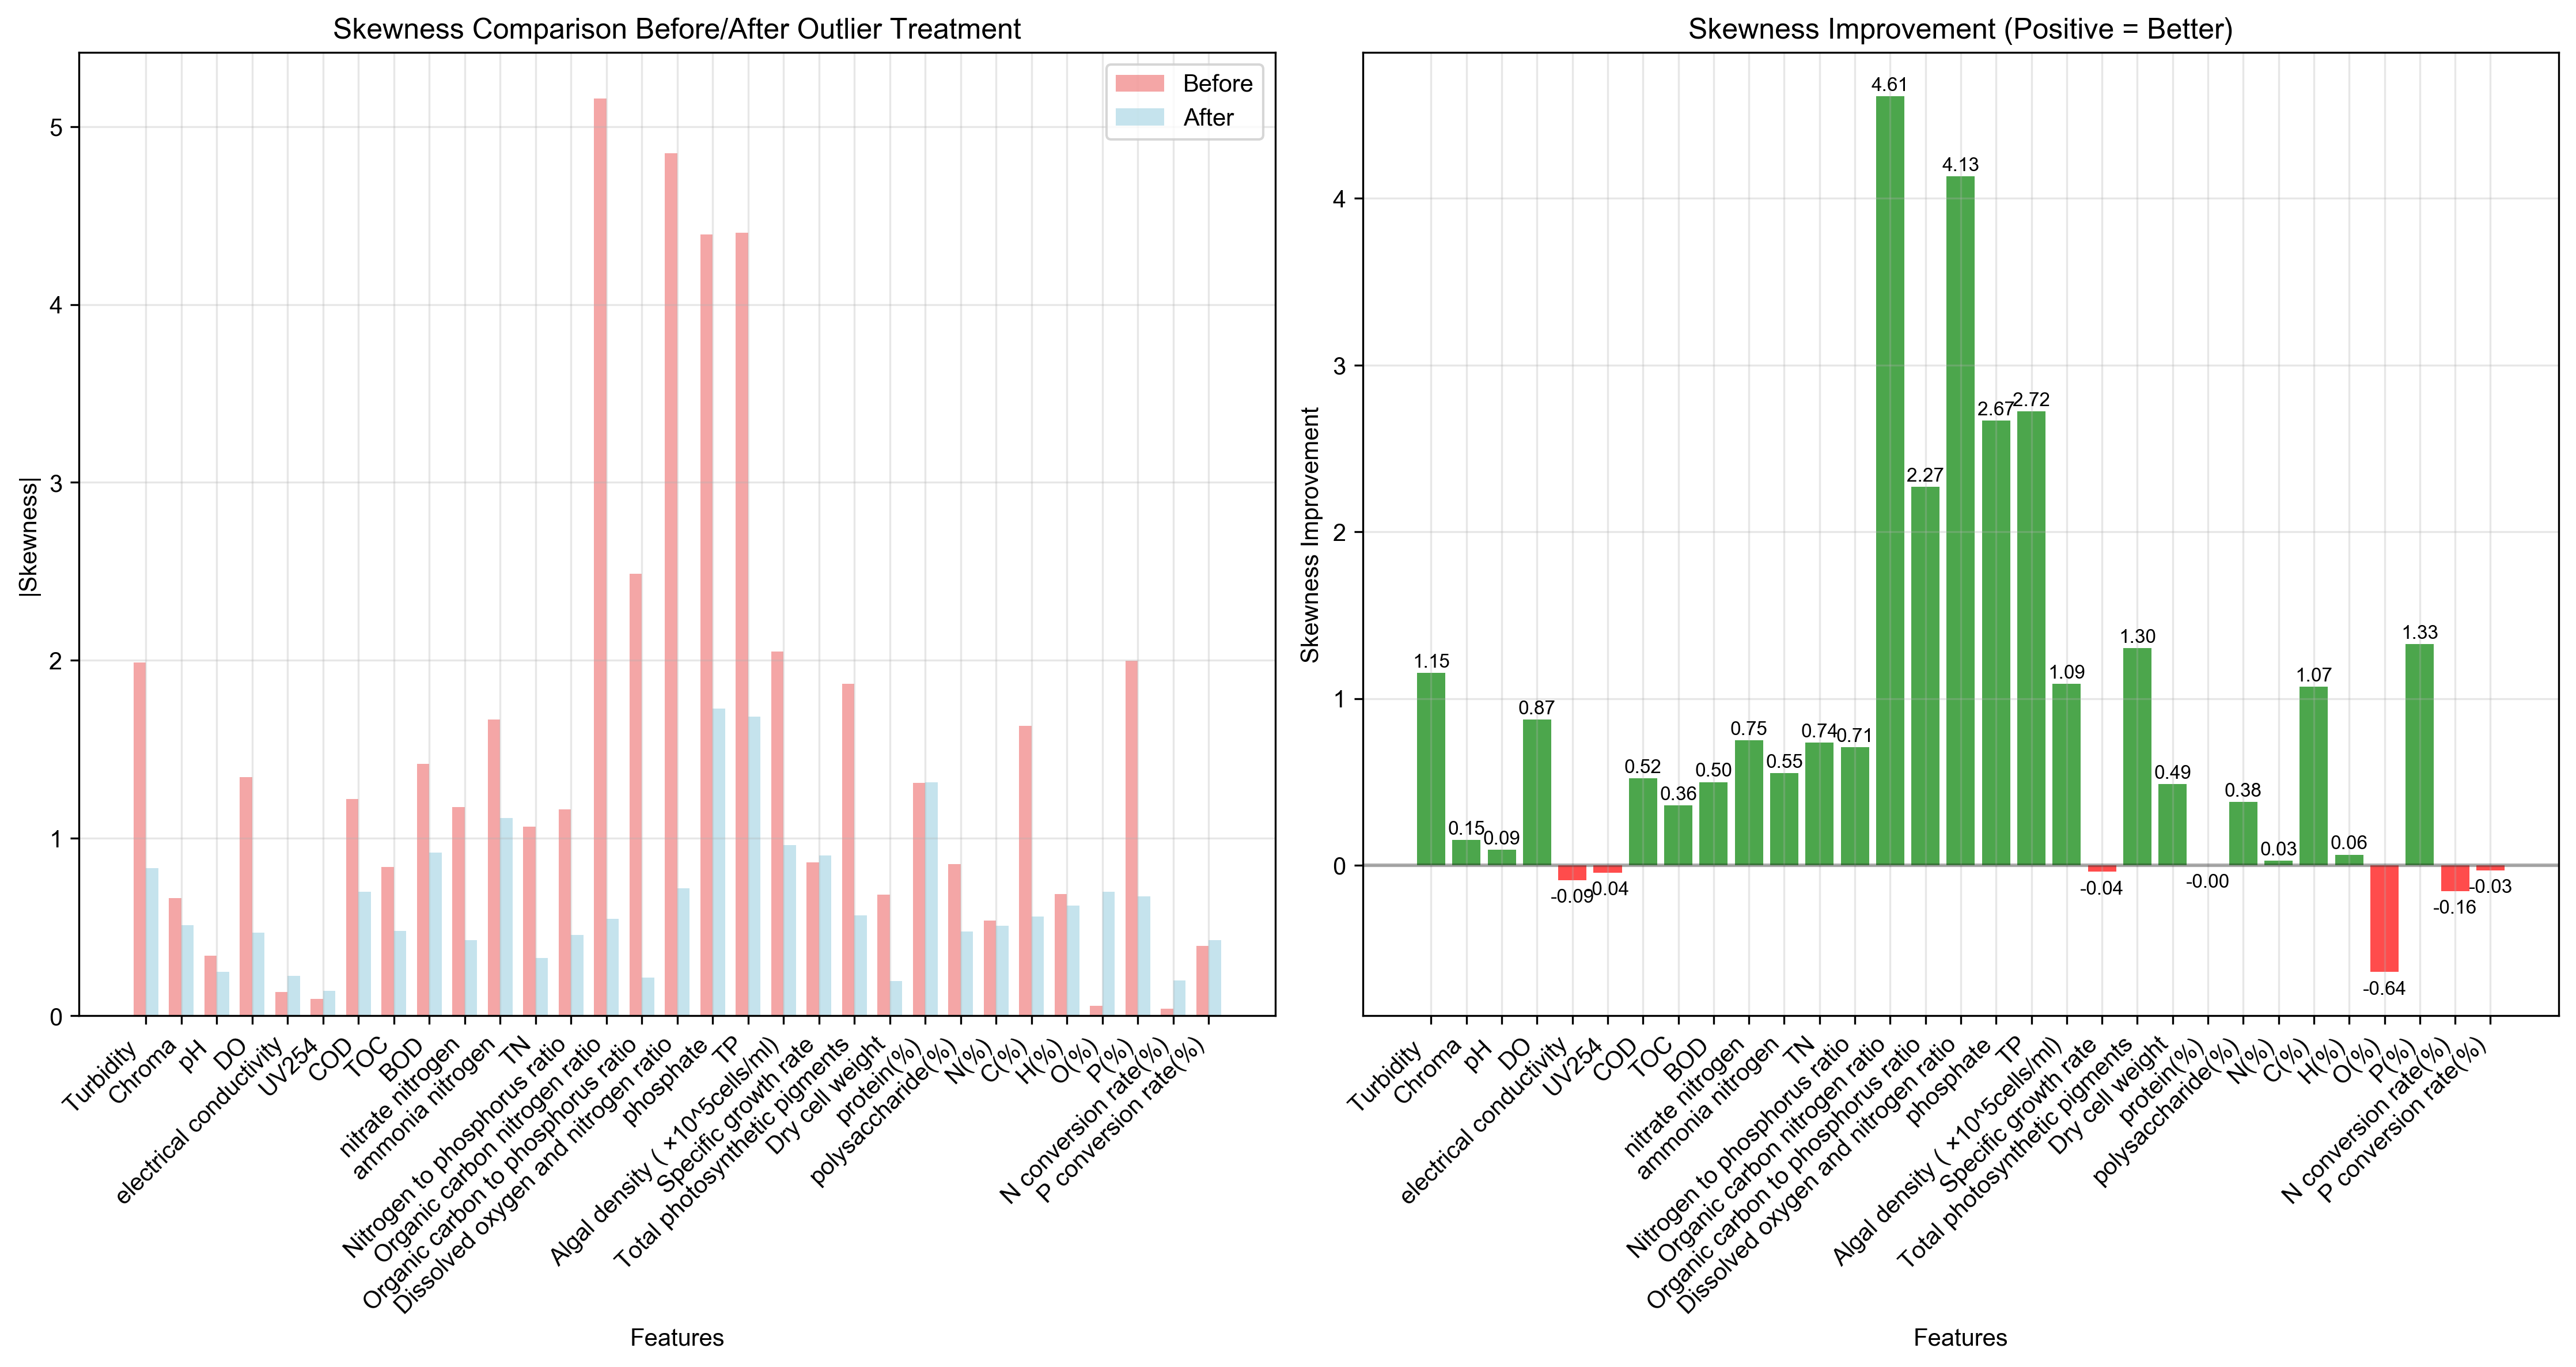 Skewness Comparison Before/After Outlier Treatment
Before
After
|Skewness|
5
4
3
2
1
0
Turbidity
Chroma
pH
DO
electrical conductivity
UV254
COD
TOC
BOD
nitrate nitrogen
ammonia nitrogen
TN
Nitrogen to phosphorus ratio
Organic carbon nitrogen ratio
Organic carbon to phosphorus ratio
Dissolved oxygen and nitrogen ratio
phosphate
TP
Algal density ( ×10^5cells/ml)
Specific growth rate
Total photosynthetic pigments
Dry cell weight
protein(%)
polysaccharide(%)
N(%)
C(%)
H(%)
O(%)
P(%)
N conversion rate(%)
P conversion rate(%)
Features
Skewness Improvement (Positive = Better)
Skewness Improvement
4
3
2
1
0
1.15
0.15
0.09
0.87
-0.09
-0.04
0.52
0.36
0.50
0.75
0.55
0.74
0.71
4.61
2.27
4.13
2.67
2.72
1.09
-0.04
1.30
0.49
-0.00
0.38
0.03
1.07
0.06
-0.64
1.33
-0.16
-0.03
Turbidity
Chroma
pH
DO
electrical conductivity
UV254
COD
TOC
BOD
nitrate nitrogen
ammonia nitrogen
TN
Nitrogen to phosphorus ratio
Organic carbon nitrogen ratio
Organic carbon to phosphorus ratio
Dissolved oxygen and nitrogen ratio
phosphate
TP
Algal density ( ×10^5cells/ml)
Specific growth rate
Total photosynthetic pigments
Dry cell weight
protein(%)
polysaccharide(%)
N(%)
C(%)
H(%)
O(%)
P(%)
N conversion rate(%)
P conversion rate(%)
Features